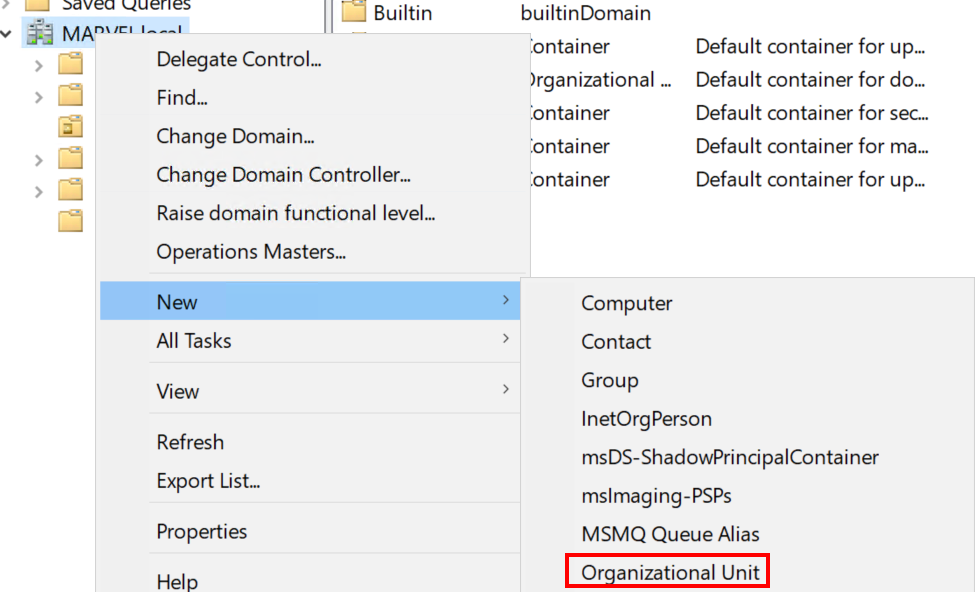 Saved Queries
MARVEL.local
Builtin builtinDomain
Container Default container for up...
Organizational ... Default container for do...
Container Default container for sec...
Container Default container for ma...
Container Default container for up...
Delegate Control...
Find...
Change Domain...
Change Domain Controller...
Raise domain functional level...
Operations Masters...
New
All Tasks
View
Refresh
Export List...
Properties
Help
Computer
Contact
Group
InetOrgPerson
msDS-ShadowPrincipalContainer
msImaging-PSPs
MSMQ Queue Alias
Organizational Unit